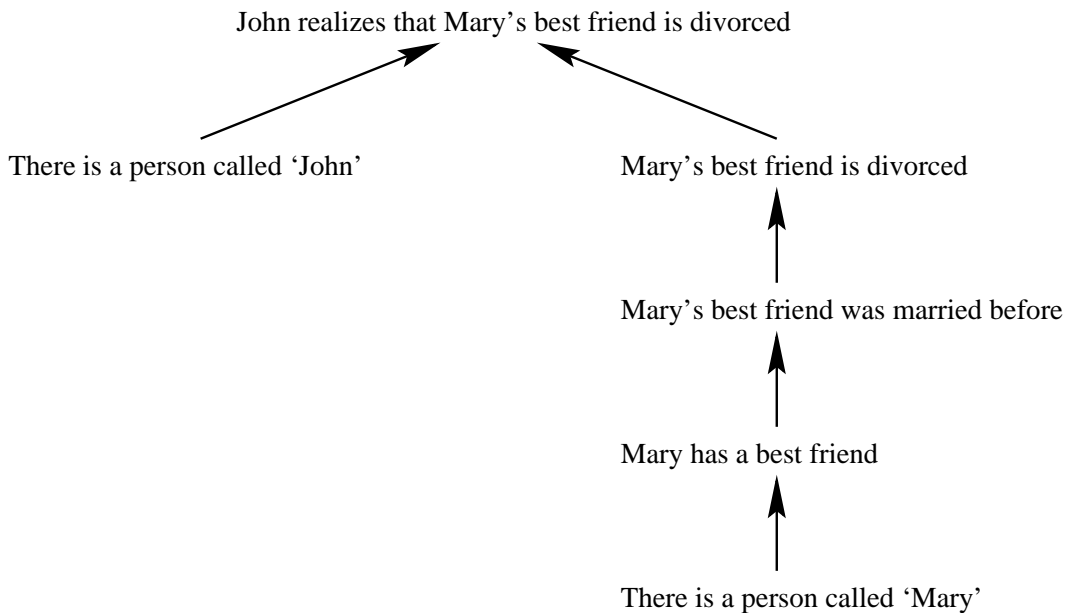 John realizes that Mary’s best friend is divorced
There is a person called ‘John’
Mary’s best friend is divorced
Mary’s best friend was married before
Mary has a best friend
There is a person called ‘Mary’